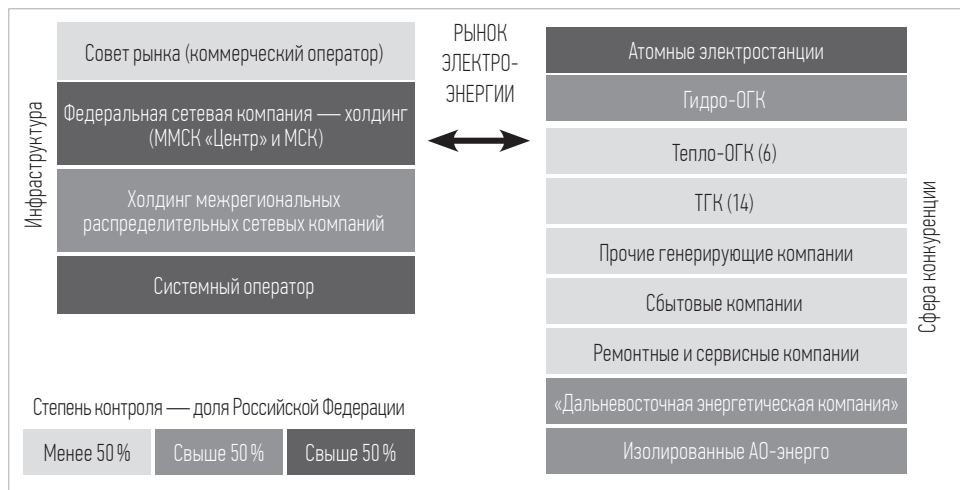 Инфраструктура
Совет рынка (коммерческий оператор)
Федеральная сетевая компания — холдинг
(ММСК «Центр» и МСК)
Холдинг межрегиональных
распределительных сетевых компаний
Системный оператор
РЫНОК
ЭЛЕКТРО-
ЭНЕРГИИ
Атомные электростанции
Гидро-ОГК
Тепло-ОГК (6)
ТГК (14)
Прочие генерирующие компании
Сбытовые компании
Ремонтные и сервисные компании
«Дальневосточная энергетическая компания»
Изолированные АО-энерго
Сфера конкуренции
Степень контроля — доля Российской Федерации
Менее 50 %
Свыше 50 %
Свыше 50 %